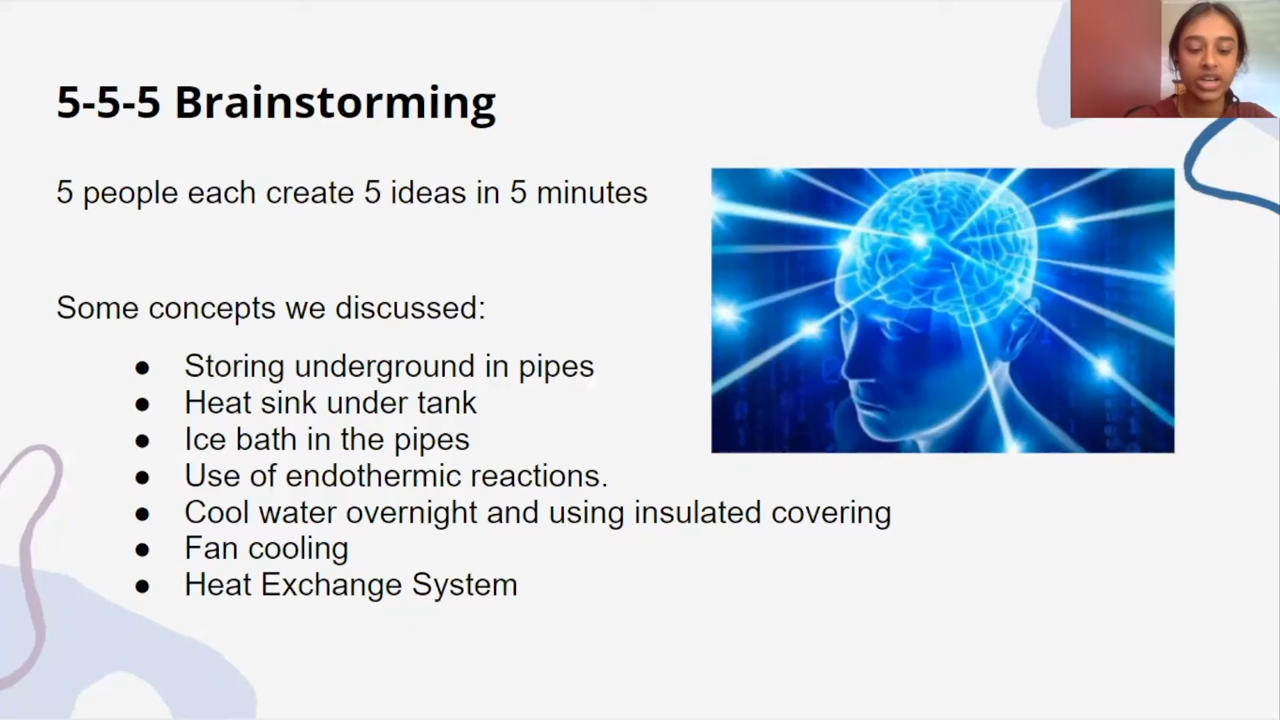 5-5-5 Brainstorming
5 people each create 5 ideas in 5 minutes
Some concepts we discussed:
● Storing underground in pipes
● Heat sink under tank
● Ice bath in the pipes
● Use of endothermic reactions.
● Cool water overnight and using insulated covering
● Fan cooling
● Heat Exchange System